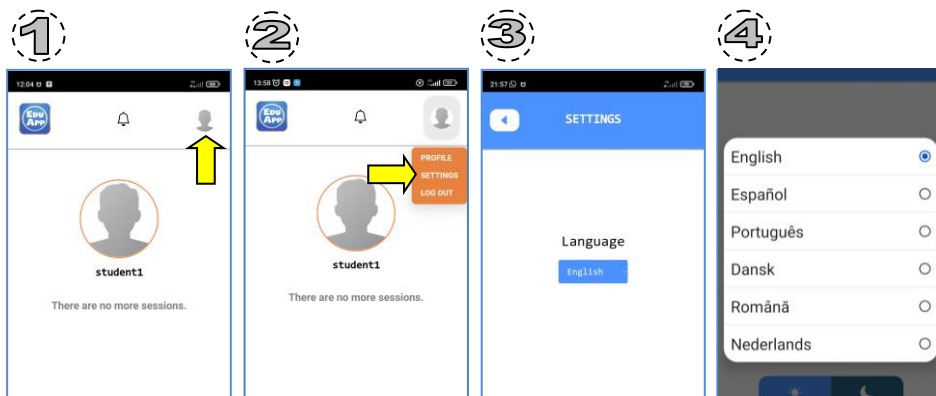 1
2
3
4
12:04
EDU
APP
student1
There are no more sessions.
13:58
EDU
APP
PROFILE
SETTINGS
LOG OUT
student1
There are no more sessions.
21:57
SETTINGS
Language
English
English
Español
Português
Dansk
Română
Nederlands